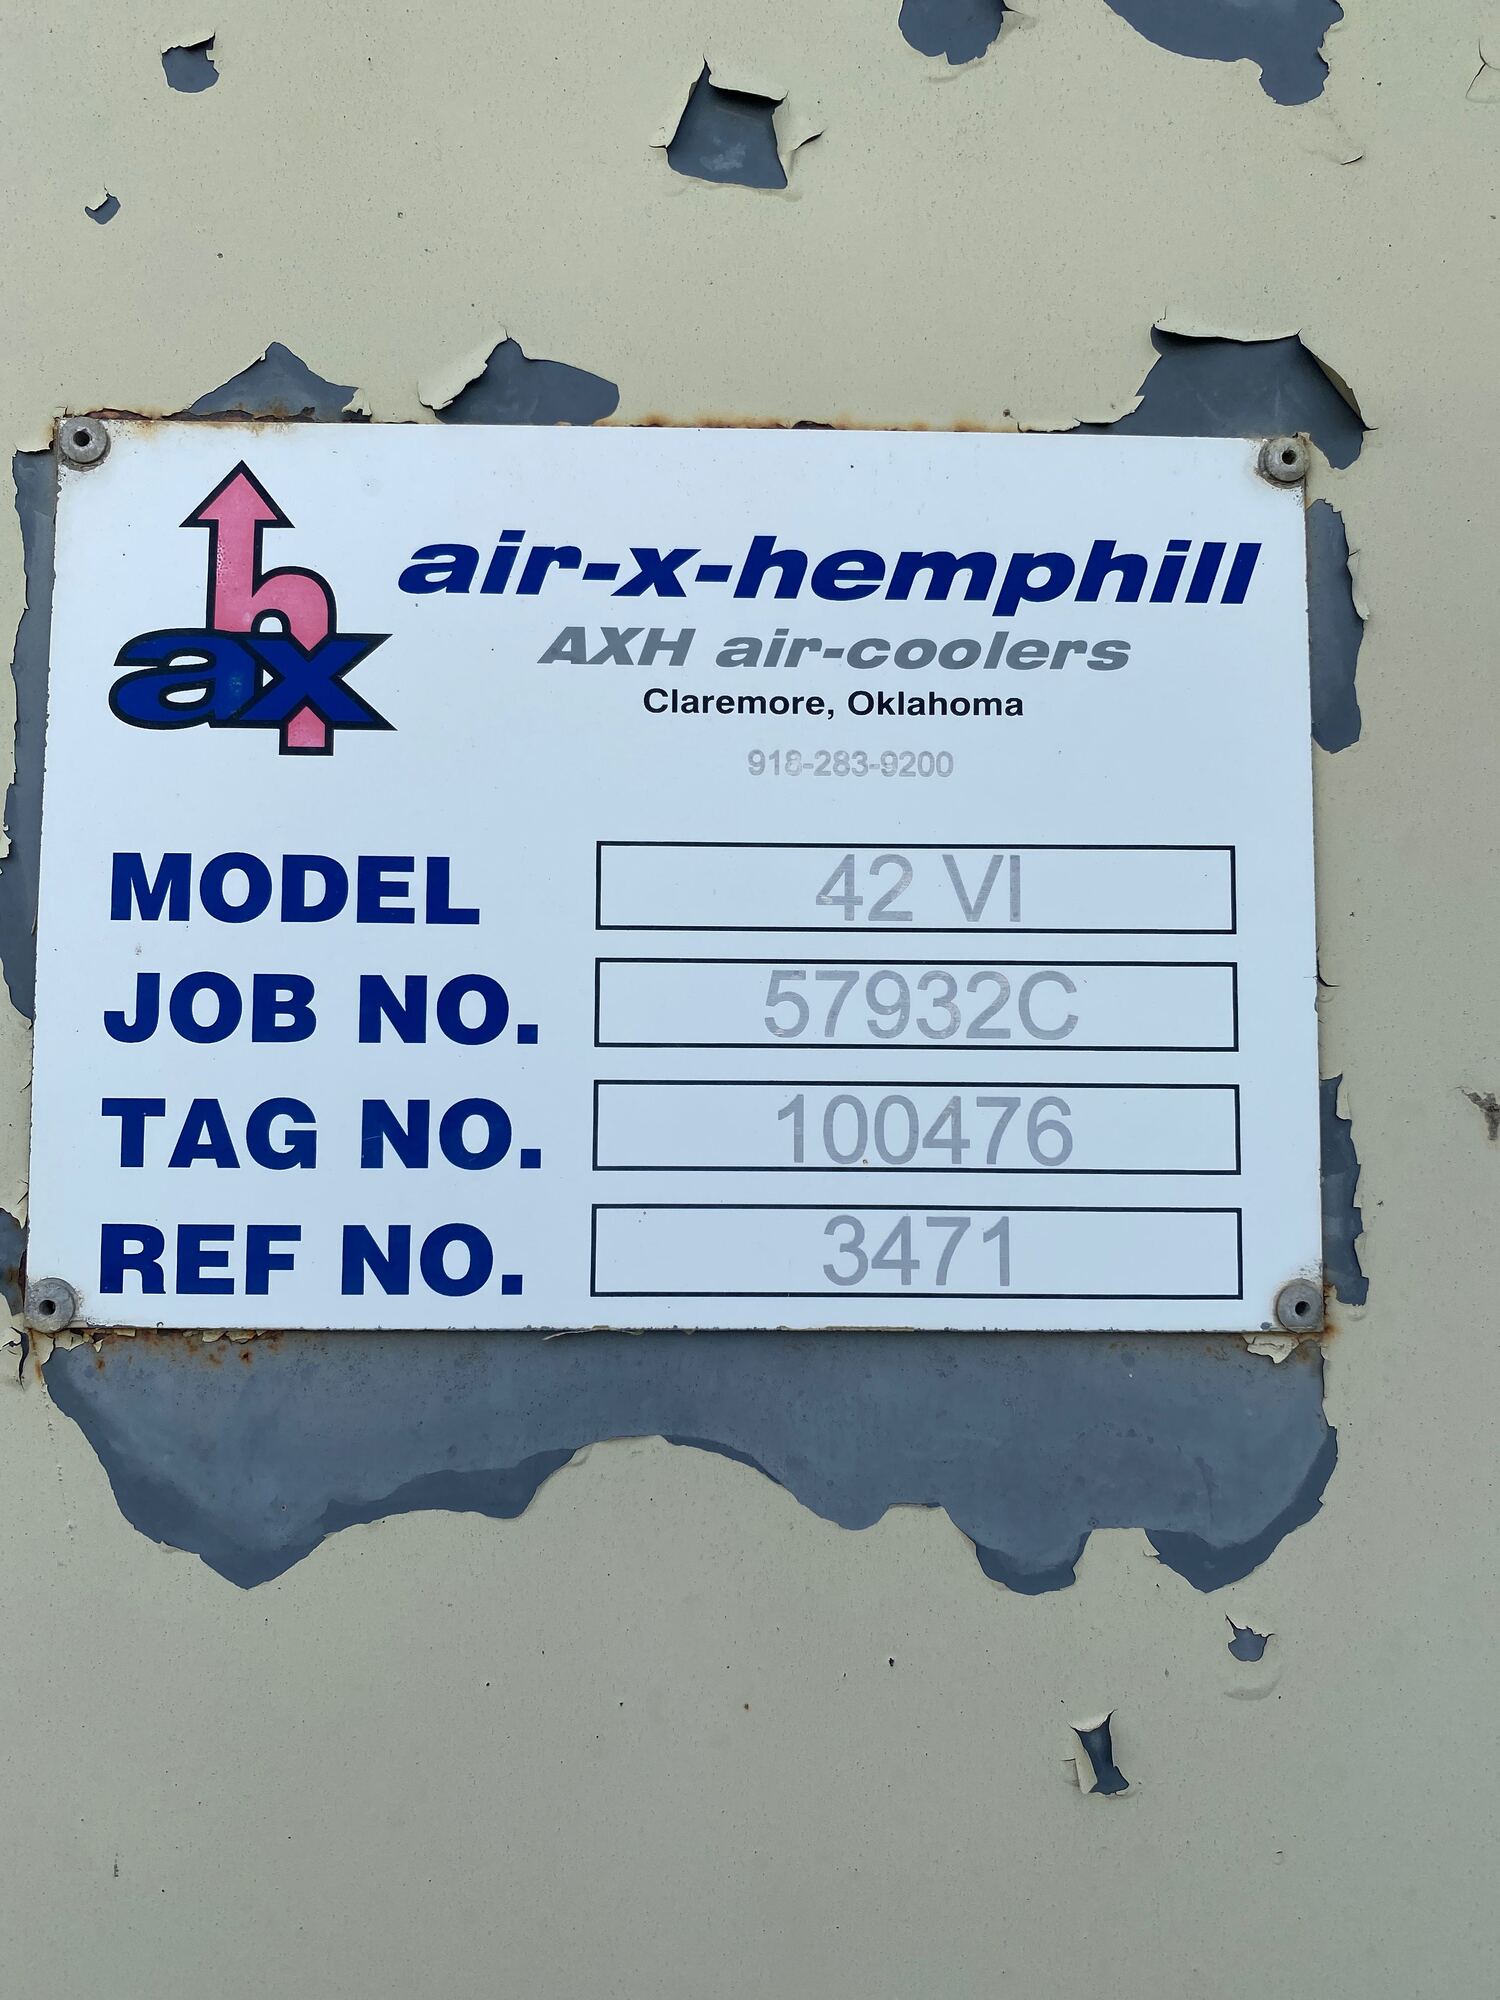 h
ax
air-x-hemphill
AXH air-coolers
Claremore, Oklahoma
918-283-9200
MODEL 42 VI
JOB NO. 57932C
TAG NO. 100476
REF NO. 3471